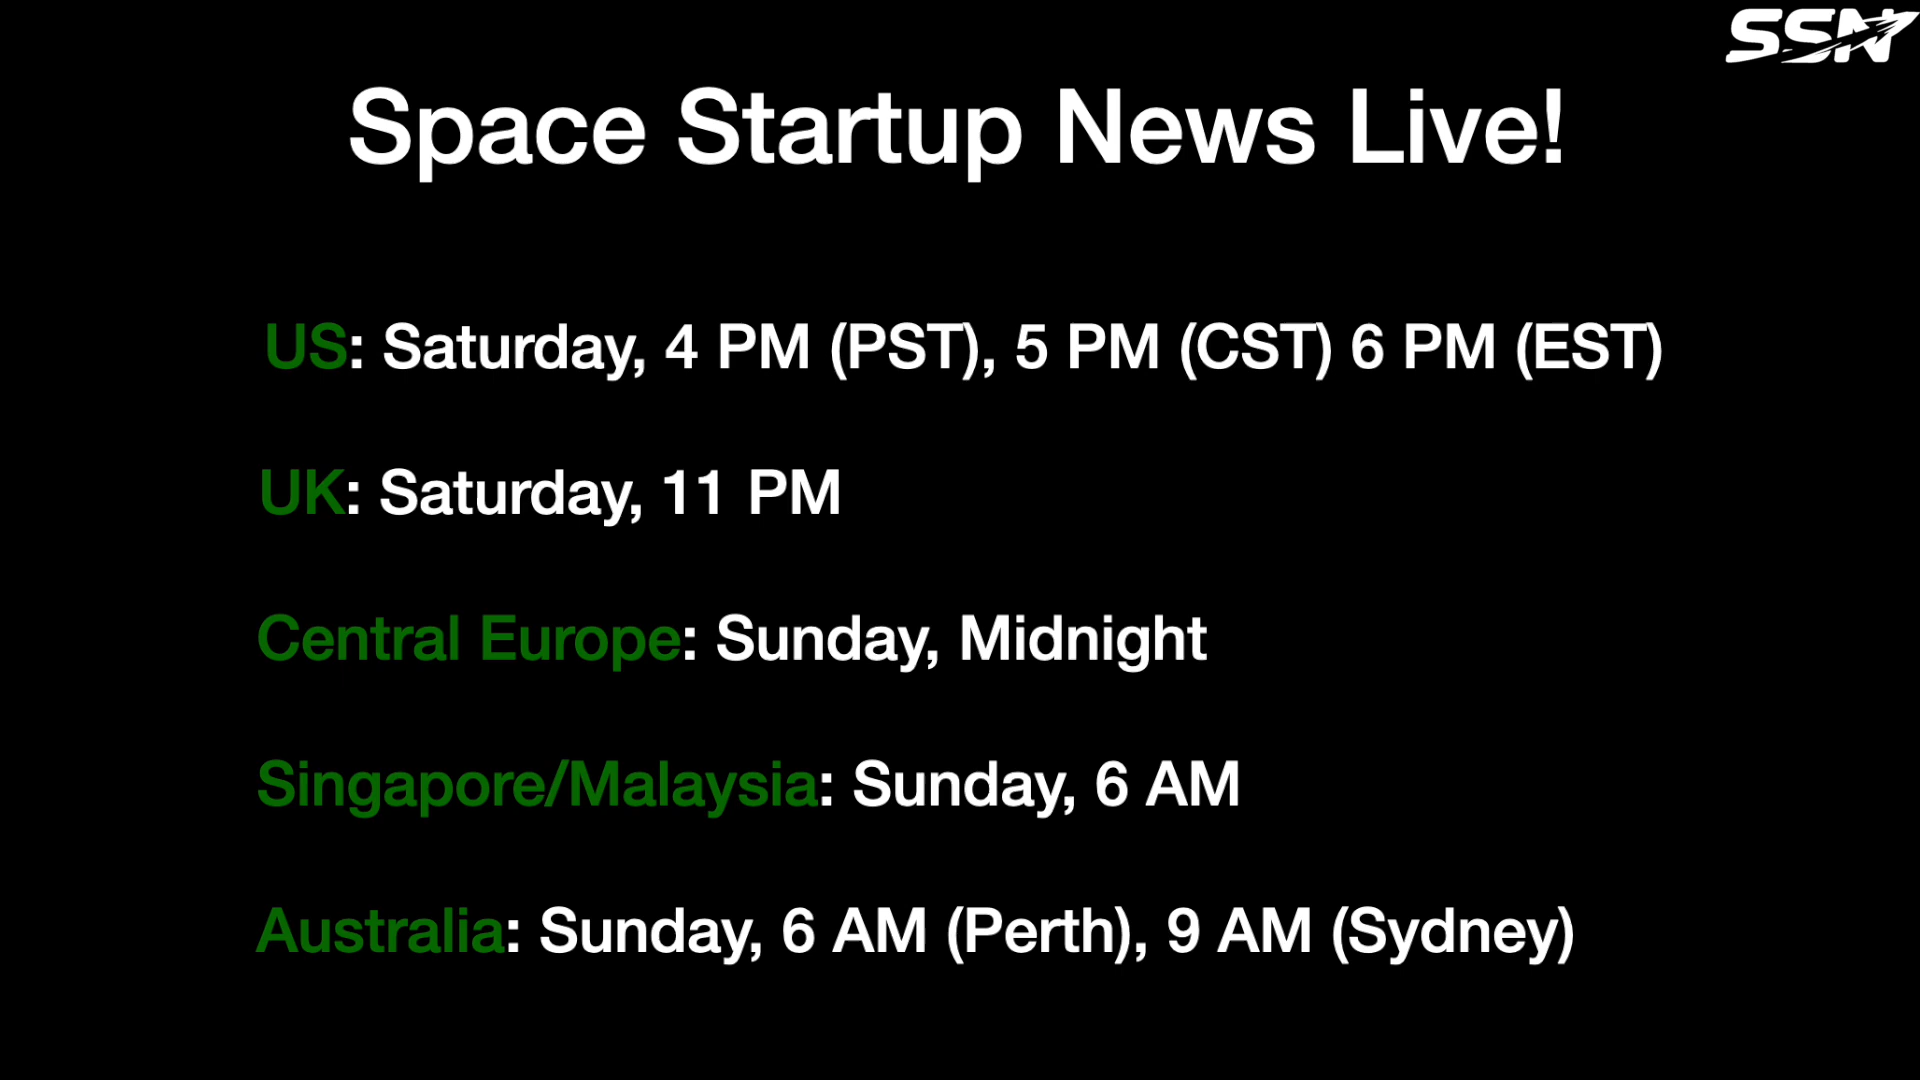 SSN
Space Startup News Live!
US: Saturday, 4 PM (PST), 5 PM (CST) 6 PM (EST)
UK: Saturday, 11 PM
Central Europe: Sunday, Midnight
Singapore/Malaysia: Sunday, 6 AM
Australia: Sunday, 6 AM (Perth), 9 AM (Sydney)